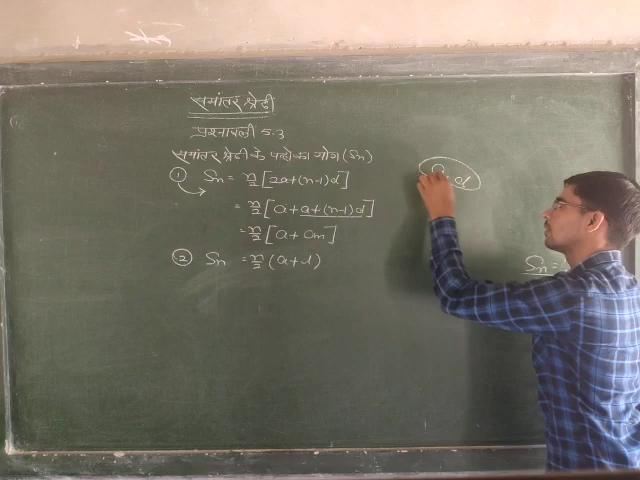 समांतर श्रेढ़ी
प्रश्नावली 5.3
समांतर श्रेढ़ी के पदों का योग (Sn)
① Sn = n/2 [2a+(n-1)d]
= n/2 [a+a+(n-1)d]
= n/2 [a+an]
② Sn = n/2 (a+l)
d
Sn =